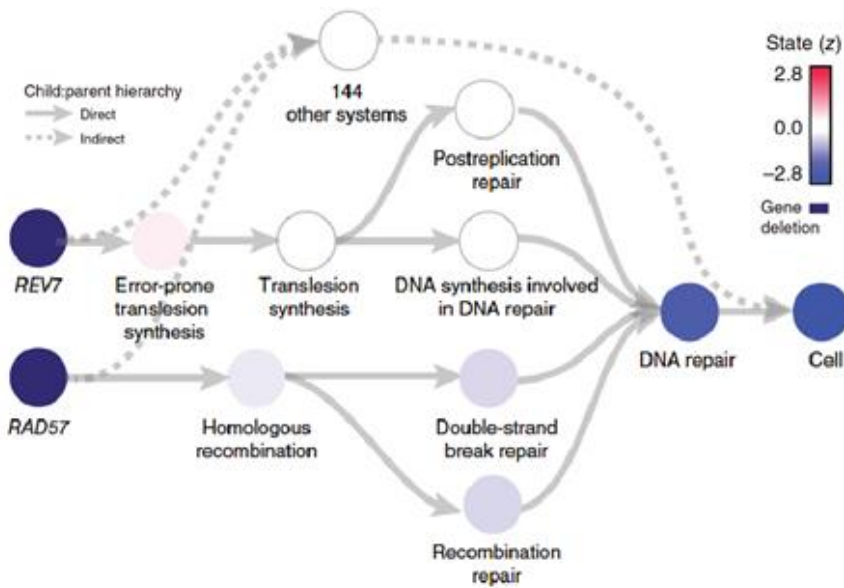 State (z)
2.8
0.0
−2.8
Gene
deletion
Child:parent hierarchy
Direct
Indirect
144
other systems
Postreplication
repair
REV7
Error-prone
translesion
synthesis
Translesion
synthesis
DNA synthesis involved
in DNA repair
DNA repair
Cell
RAD57
Homologous
recombination
Double-strand
break repair
Recombination
repair